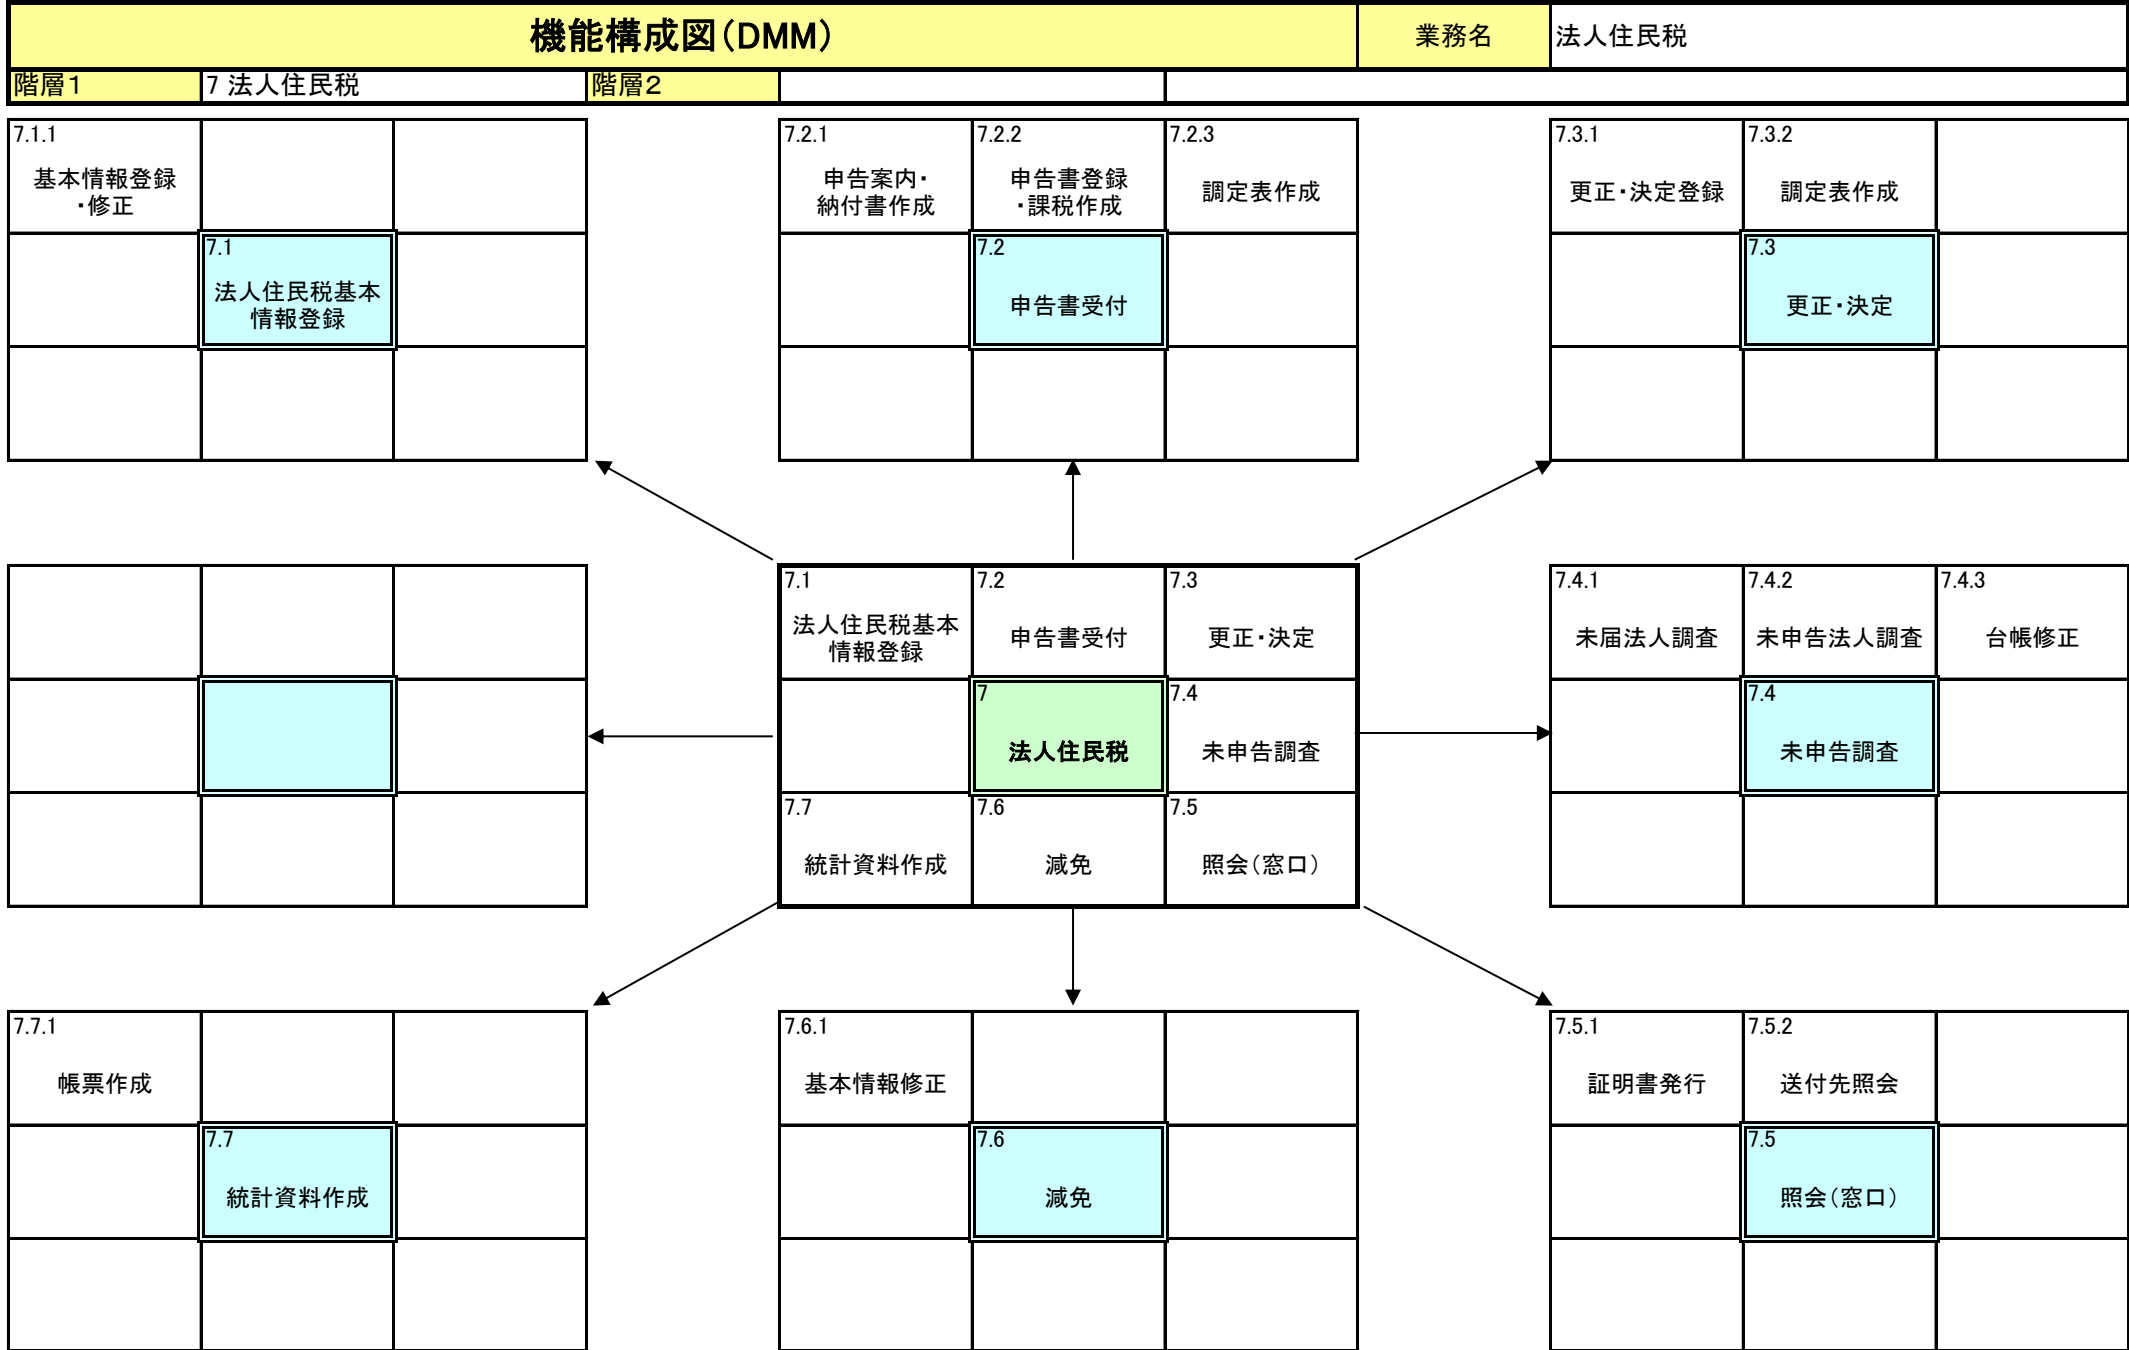 機能構成図(DMM)
業務名
法人住民税
階層1
7 法人住民税
階層2
7.1.1
基本情報登録
・修正
7.1
法人住民税基本
情報登録
7.2.1
申告案内・
納付書作成
7.2.2
申告書登録
・課税作成
7.2.3
調定表作成
7.2
申告書受付
7.3.1
更正・決定登録
7.3.2
調定表作成
7.3
更正・決定
7.1
法人住民税基本
情報登録
7.2
申告書受付
7.3
更正・決定
7
法人住民税
7.4
未申告調査
7.7
統計資料作成
7.6
減免
7.5
照会(窓口)
7.4.1
未届法人調査
7.4.2
未申告法人調査
7.4.3
台帳修正
7.4
未申告調査
7.7.1
帳票作成
7.7
統計資料作成
7.6.1
基本情報修正
7.6
減免
7.5.1
証明書発行
7.5.2
送付先照会
7.5
照会(窓口)